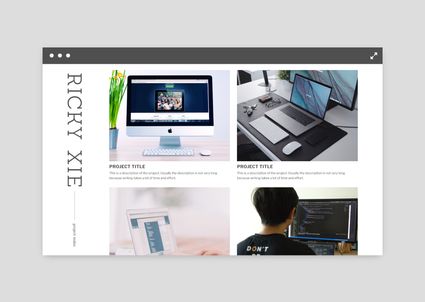 RICKY XIE
PROJECT TITLE
This is a description of the project. Usually the description is not very long
because writing takes a lot of time and effort.
PROJECT TITLE
This is a description of the project. Usually the description is not very long
because writing takes a lot of time and effort.
DON'T